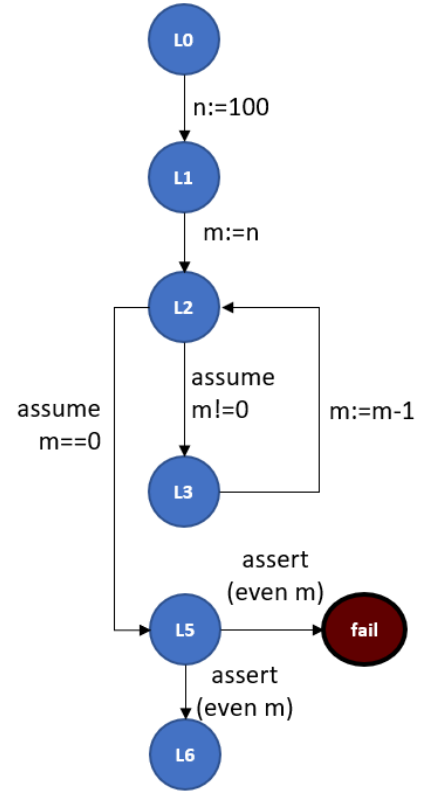 L0
n:=100
L1
m:=n
L2
assume
m!=0
assume
m==0
m:=m-1
L3
assert
(even m)
L5
fail
assert
(even m)
L6